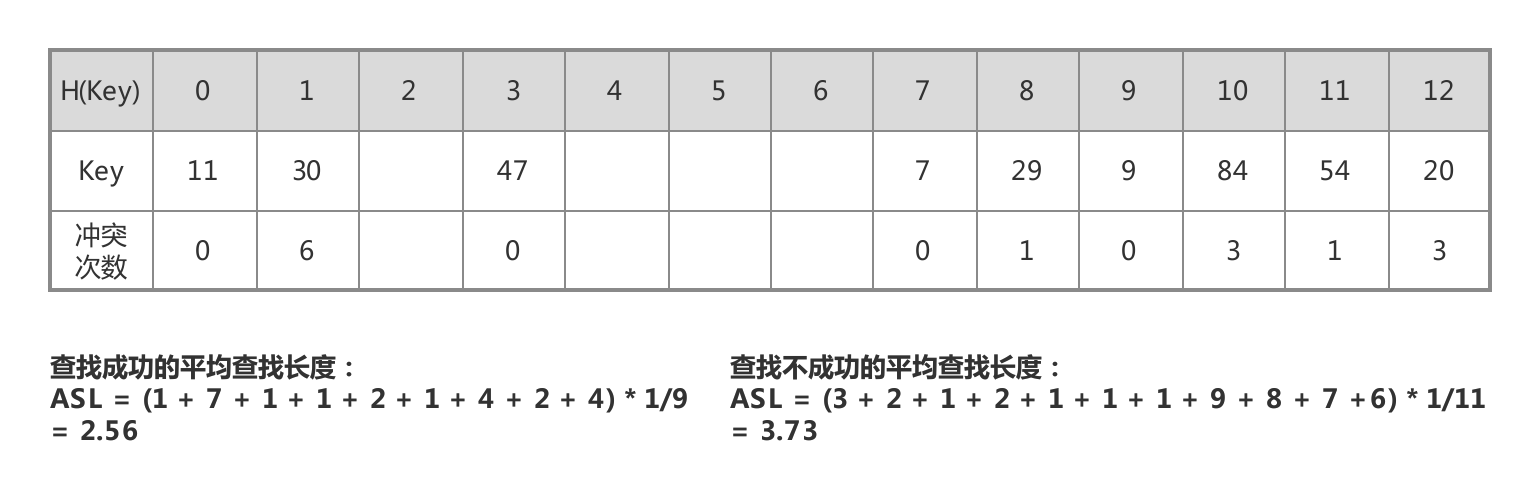 H(Key) 0 1 2 3 4 5 6 7 8 9 10 11 12
Key 11 30 47 7 29 9 84 54 20
冲突
次数 0 6 0 0 1 0 3 1 3
查找成功的平均查找长度：
ASL = (1 + 7 + 1 + 1 + 2 + 1 + 4 + 2 + 4) * 1/9
= 2.56
查找不成功的平均查找长度：
ASL = (3 + 2 + 1 + 2 + 1 + 1 + 1 + 9 + 8 + 7 +6) * 1/11
= 3.73